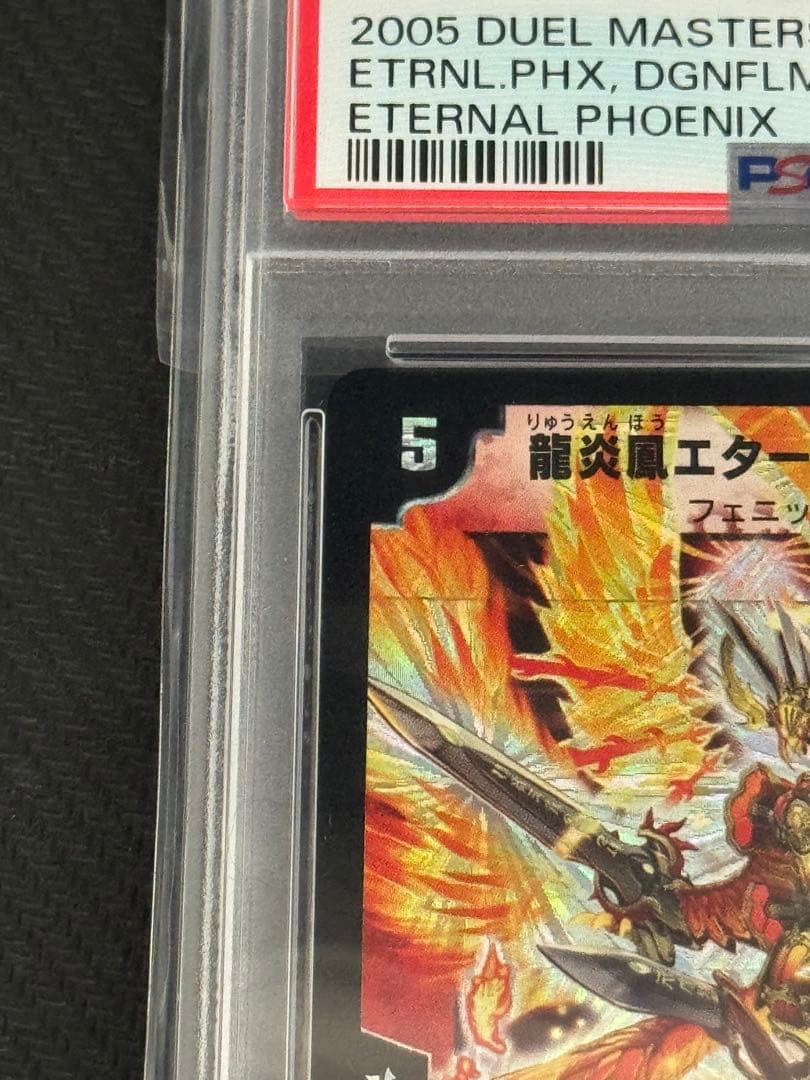 2005 DUEL MASTERS
ETRNL.PHX, DGNFLM
ETERNAL PHOENIX
PS
5
りゅうえんほう
龍炎鳳エター
フェニッ